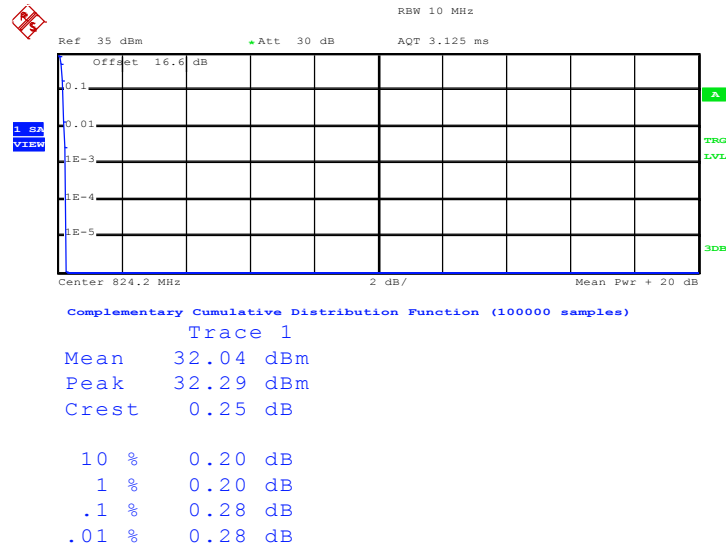 RBW 10 MHz
Ref 35 dBm * Att 30 dB AQT 3.125 ms
Offset 16.6 dB
0.1
A
0.01
1 SA
VIEW
TRG
LVL
1E-3
1E-4
1E-5
3DB
Center 824.2 MHz 2 dB/ Mean Pwr + 20 dB
Complementary Cumulative Distribution Function (100000 samples)
Trace 1
Mean 32.04 dBm
Peak 32.29 dBm
Crest 0.25 dB
10 % 0.20 dB
1 % 0.20 dB
.1 % 0.28 dB
.01 % 0.28 dB